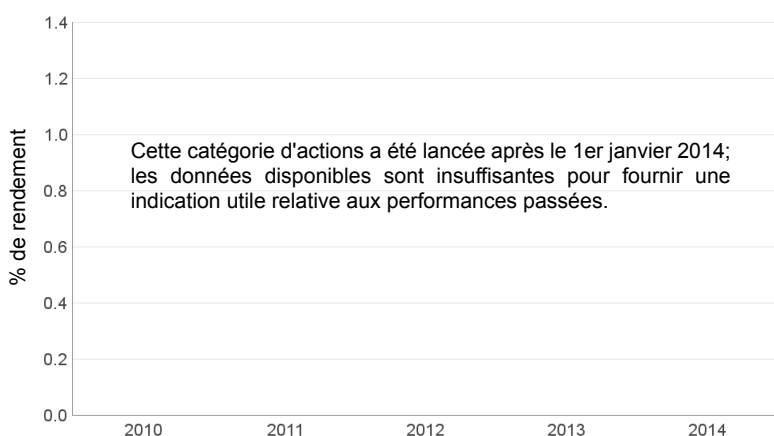 1.4
1.2
1.0
Cette catégorie d'actions a été lancée après le 1er janvier 2014;
les données disponibles sont insuffisantes pour fournir une
indication utile relative aux performances passées.
0.8
0.6
0.4
0.2
0.0
% de rendement
2010 2011 2012 2013 2014